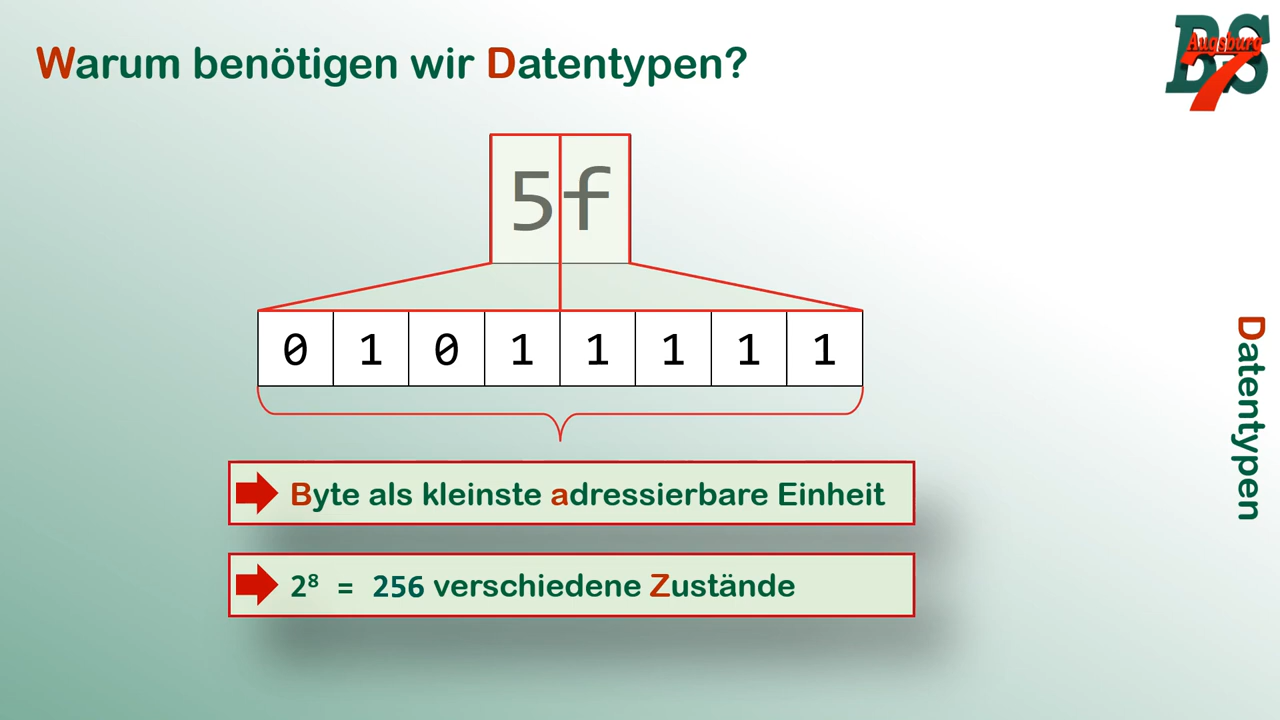 Warum benötigen wir Datentypen?
BS
Augsburg
7
5f
0 1 0 1 1 1 1 1
Byte als kleinste adressierbare Einheit
2⁸ = 256 verschiedene Zustände
Datentypen